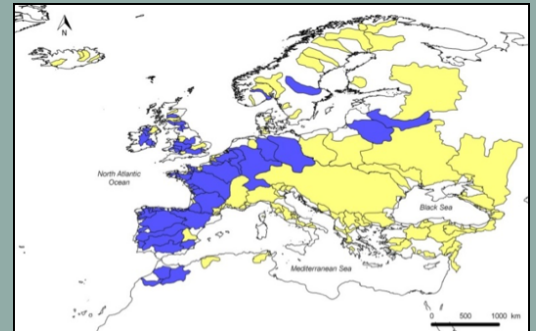 N
North Atlantic
Ocean
Black Sea
Mediterranean Sea
0 500 1000 km